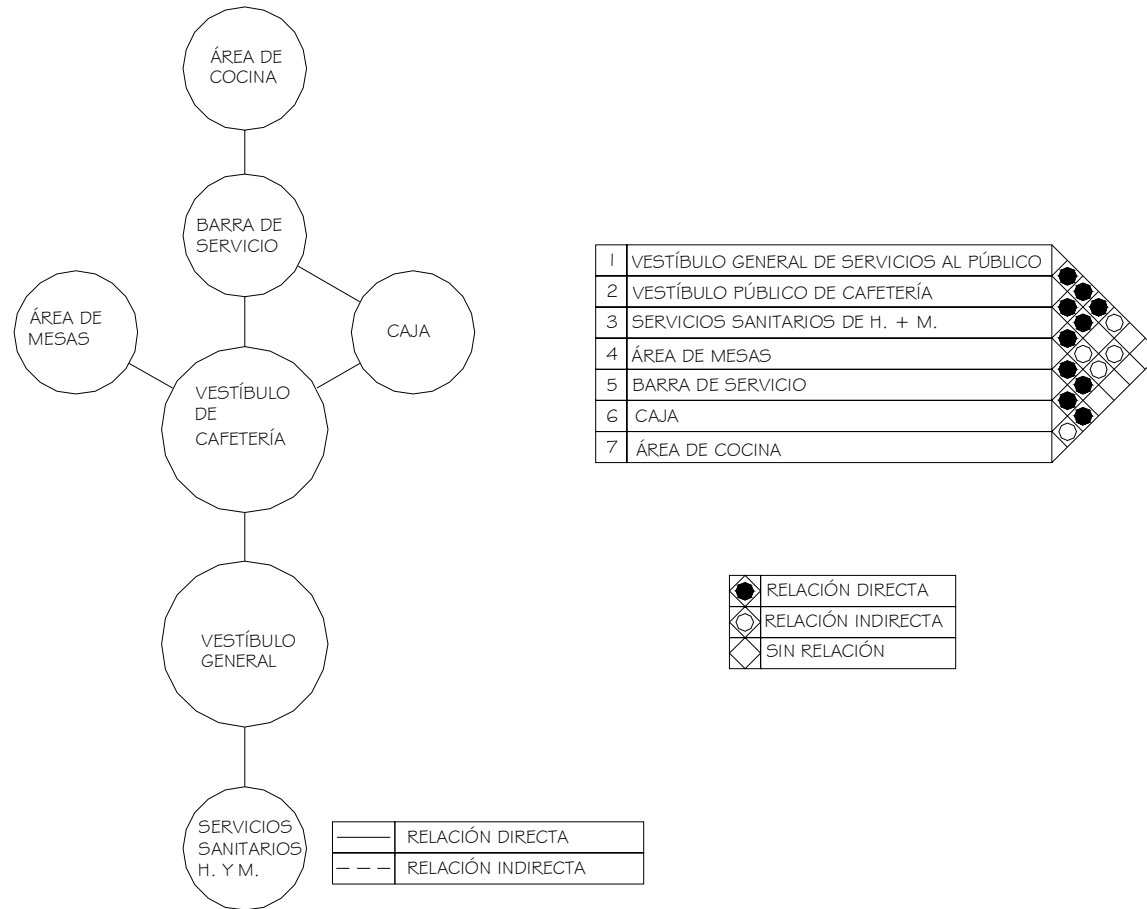 ÁREA DE
COCINA
BARRA DE
SERVICIO
ÁREA DE
MESAS
CAJA
VESTÍBULO
DE
CAFETERÍA
VESTÍBULO
GENERAL
SERVICIOS
SANITARIOS
H. Y M.
RELACIÓN DIRECTA
RELACIÓN INDIRECTA
1 VESTÍBULO GENERAL DE SERVICIOS AL PÚBLICO
2 VESTÍBULO PÚBLICO DE CAFETERÍA
3 SERVICIOS SANITARIOS DE H. + M.
4 ÁREA DE MESAS
5 BARRA DE SERVICIO
6 CAJA
7 ÁREA DE COCINA
RELACIÓN DIRECTA
RELACIÓN INDIRECTA
SIN RELACIÓN